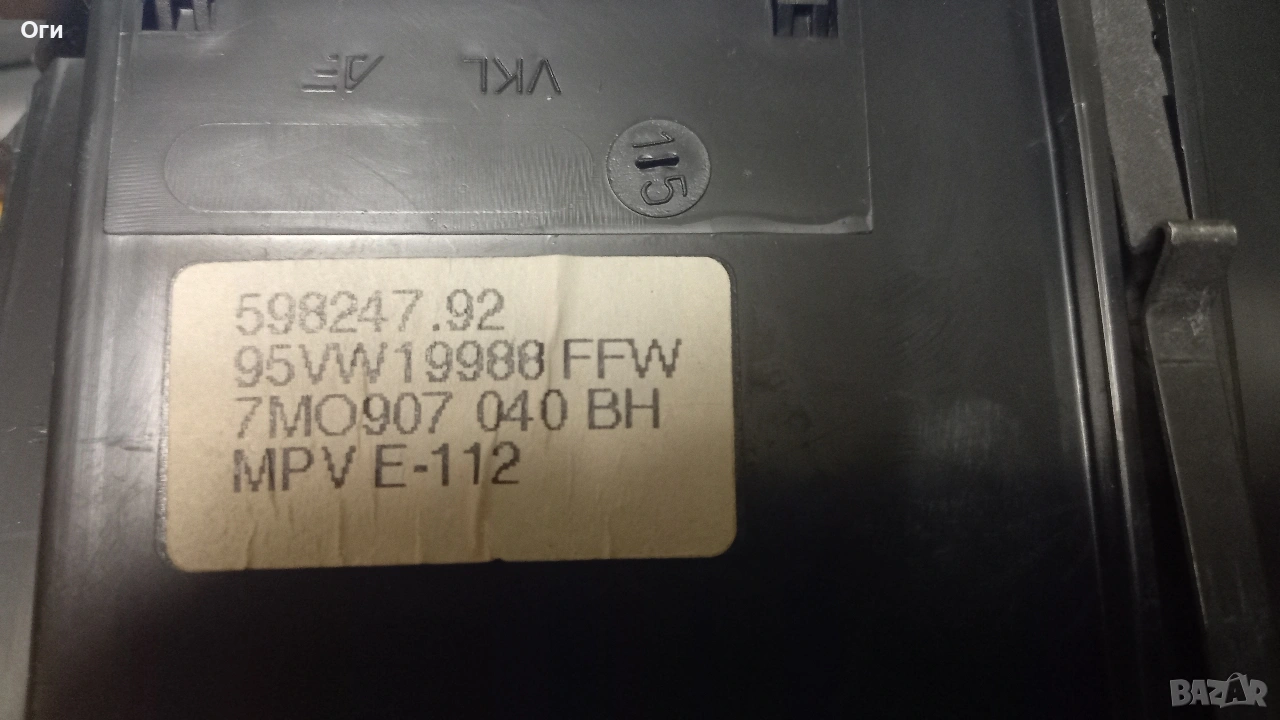 Оги
VKL
115
598247.92
95VW19988 FFW
7MO907 040 BH
MPV E-112
BAZAR